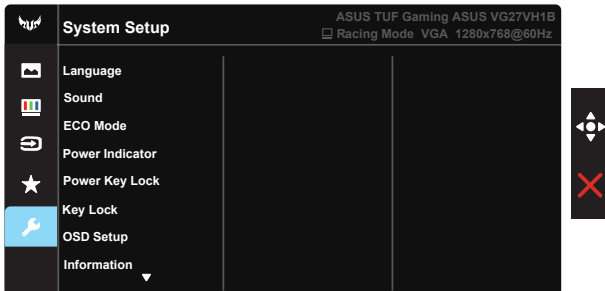 System Setup
ASUS TUF Gaming ASUS VG27VH1B
Racing Mode VGA 1280x768@60Hz
Language
Sound
ECO Mode
Power Indicator
Power Key Lock
Key Lock
OSD Setup
Information